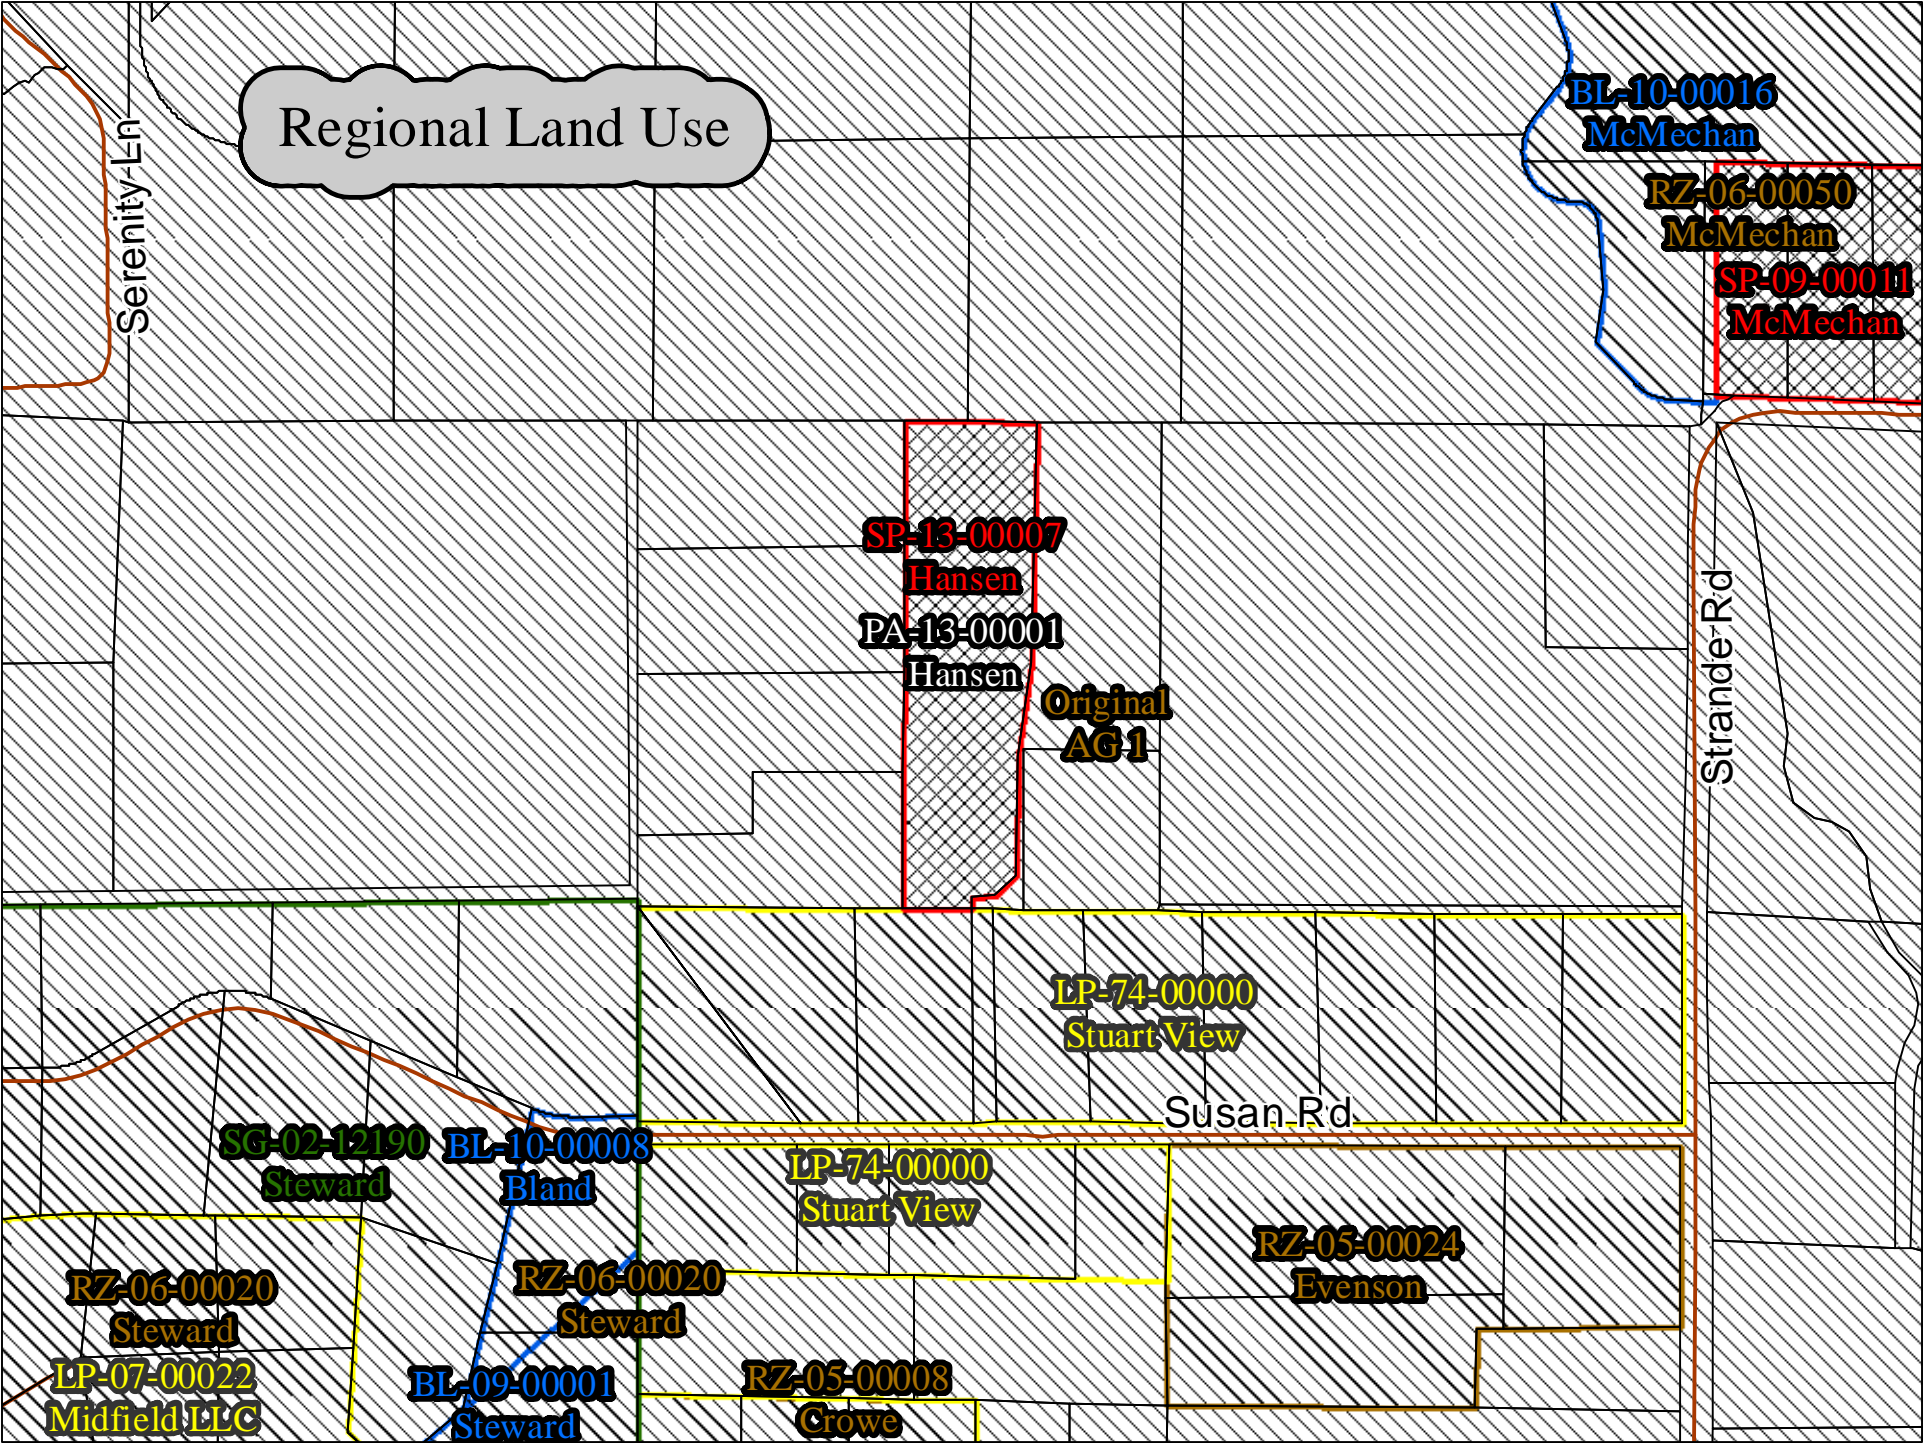 Regional Land Use
BL-10-00016
McMechan
RZ-06-00050
McMechan
SP-09-00011
McMechan
Serenity Ln
SP-13-00007
Hansen
PA-13-00001
Hansen
Original
AG 1
Strande Rd
LP-74-00000
Stuart View
Susan Rd
SG-02-12190
Steward
BL-10-00008
Bland
LP-74-00000
Stuart View
RZ-05-00024
Evenson
RZ-06-00020
Steward
RZ-06-00020
Steward
LP-07-00022
Midfield LLC
BL-09-00001
Steward
RZ-05-00008
Crowe